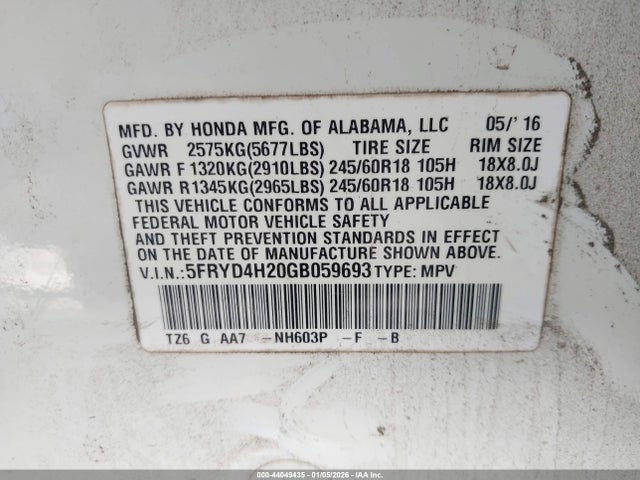 MFD. BY HONDA MFG. OF ALABAMA, LLC 05/'16
GVWR 2575KG(5677LBS) TIRE SIZE RIM SIZE
GAWR F 1320KG(2910LBS) 245/60R18 105H 18X8.0J
GAWR R1345KG(2965LBS) 245/60R18 105H 18X8.0J
THIS VEHICLE CONFORMS TO ALL APPLICABLE
FEDERAL MOTOR VEHICLE SAFETY
AND THEFT PREVENTION STANDARDS IN EFFECT
ON THE DATE OF MANUFACTURE SHOWN ABOVE.
V.I.N.:5FRYD4H20GB059693 TYPE: MPV
TZ6 G AA7 -NH603P -F -B
© - 44049435 - 01/05/2026 - IAA Inc.